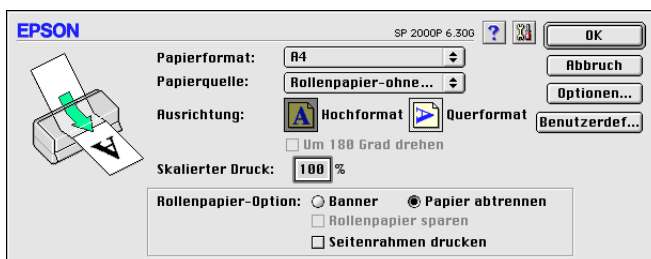 EPSON
SP 2000P 6.30G
?
OK
Papierformat: A4
Abbruch
Papierquelle: Rollenpapier-ohne...
Optionen...
Ausrichtung: A Hochformat A Querformat
Benutzerdef...
Um 180 Grad drehen
A
Skalierter Druck: 100 %
Rollenpapier-Option: Banner Papier abtrennen
Rollenpapier sparen
Seitenrahmen drucken